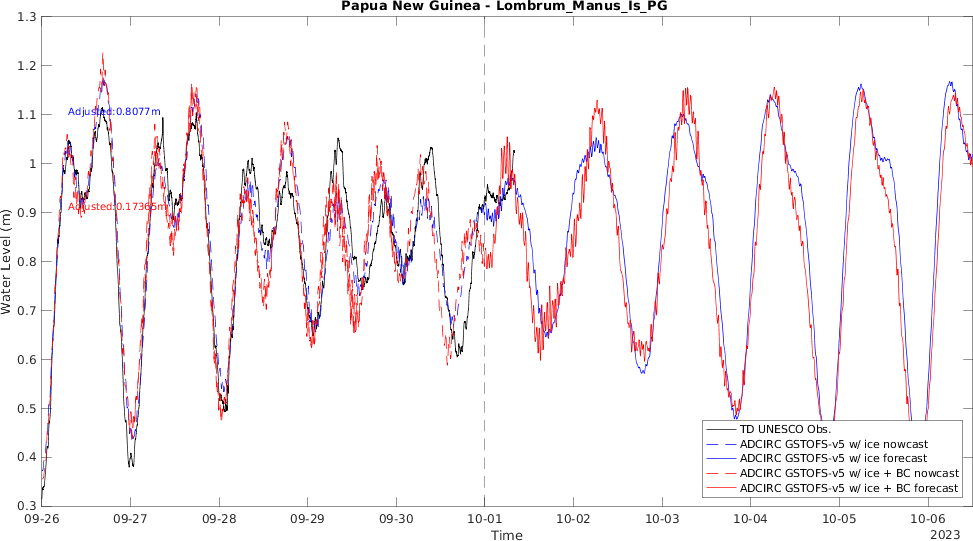 Papua New Guinea - Lombrum_Manus_Is_PG
1.3
1.2
1.1
1
0.9
0.8
0.7
0.6
0.5
0.4
0.3
Water Level (m)
Adjusted:0.8077m
Adjusted:0.17365m
TD UNESCO Obs.
ADCIRC GSTOFS-v5 w/ ice nowcast
ADCIRC GSTOFS-v5 w/ ice forecast
ADCIRC GSTOFS-v5 w/ ice + BC nowcast
ADCIRC GSTOFS-v5 w/ ice + BC forecast
09-26 09-27 09-28 09-29 09-30 10-01 10-02 10-03 10-04 10-05 10-06
Time
2023